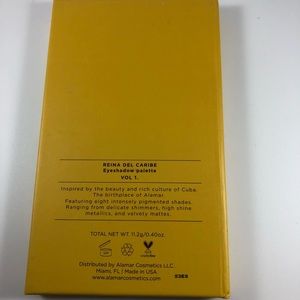 REINA DEL CARIBE
Eyeshadow palette
VOL 1.
Inspired by the beauty and rich culture of Cuba.
The birthplace of Alamar.
Featuring eight intensely pigmented shades.
Ranging from delicate shimmers, high shine
metallics, and velvety mattes.
TOTAL NET WT. 11.2g/0.40oz.
Distributed by Alamar Cosmetics LLC
Miami, FL / Made in USA
alamarcosmetics.com